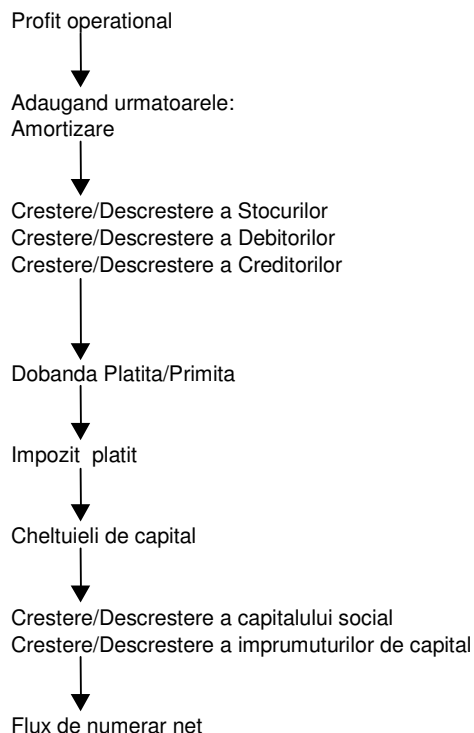 Profit operational
Adaugand urmatoarele:
Amortizare
Crestere/Descrestere a Stocurilor
Crestere/Descrestere a Debitorilor
Crestere/Descrestere a Creditorilor
Dobanda Platita/Primita
Impozit  platit
Cheltuieli de capital
Crestere/Descrestere a capitalului social
Crestere/Descrestere a imprumuturilor de capital
Flux de numerar net